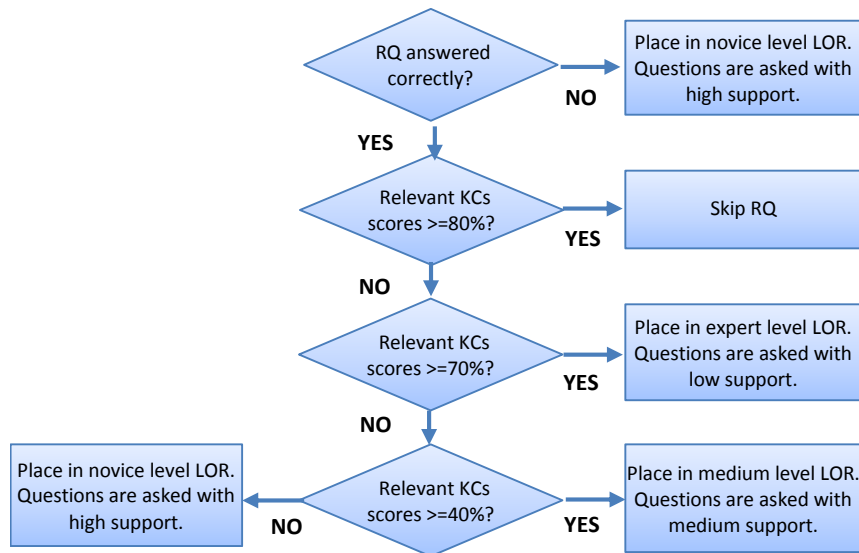 RQ answered
correctly?
NO
Place in novice level LOR.
Questions are asked with
high support.
YES
Relevant KCs
scores >=80%?
YES
Skip RQ
NO
Relevant KCs
scores >=70%?
YES
Place in expert level LOR.
Questions are asked with
low support.
NO
Place in novice level LOR.
Questions are asked with
high support.
NO
Relevant KCs
scores >=40%?
YES
Place in medium level LOR.
Questions are asked with
medium support.